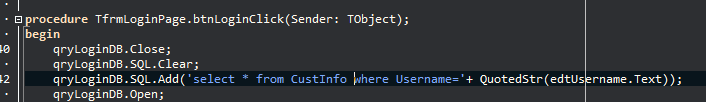 procedure TfrmLoginPage.btnLoginClick(Sender: TObject);
begin
40 qryLoginDB.Close;
qryLoginDB.SQL.Clear;
42 qryLoginDB.SQL.Add('select * from CustInfo where Username='+ QuotedStr(edtUsername.Text));
qryLoginDB.Open;